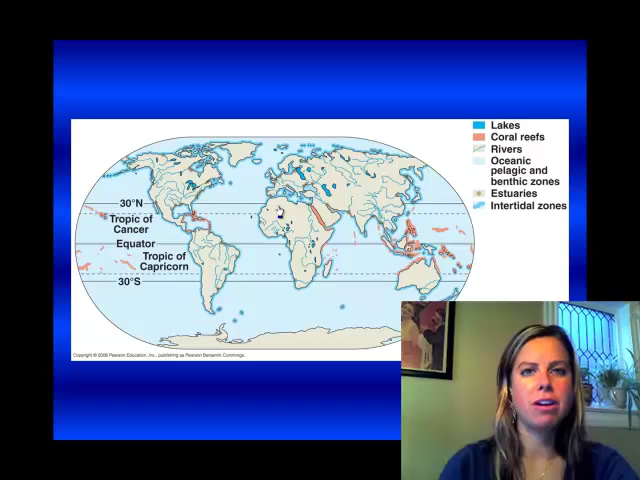 Lakes
Coral reefs
Rivers
Oceanic
pelagic and
benthic zones
Estuaries
Intertidal zones
30°N
Tropic of
Cancer
Equator
Tropic of
Capricorn
30°S
Copyright © 2008 Pearson Education, Inc., publishing as Pearson Benjamin Cummings.